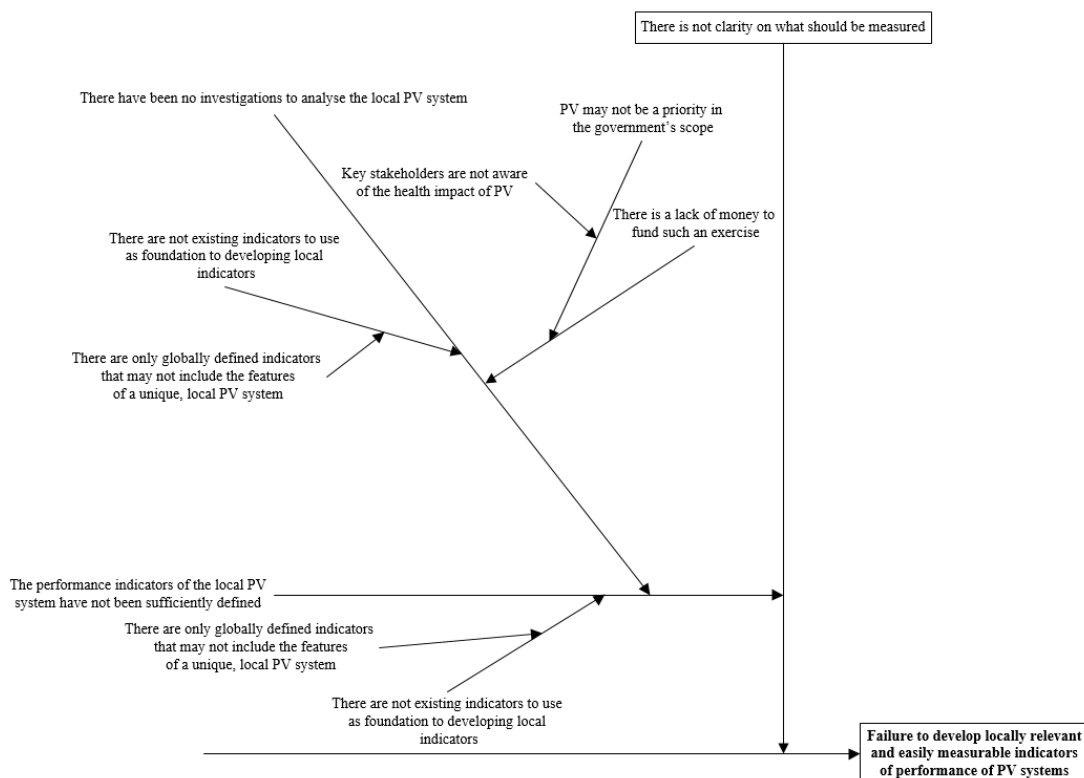 There is not clarity on what should be measured
There have been no investigations to analyse the local PV system
PV may not be a priority in
the government’s scope
Key stakeholders are not aware
of the health impact of PV
There is a lack of money to
fund such an exercise
There are not existing indicators to use
as foundation to developing local
indicators
There are only globally defined indicators
that may not include the features
of a unique, local PV system
The performance indicators of the local PV
system have not been sufficiently defined
There are only globally defined indicators
that may not include the features
of a unique, local PV system
There are not existing indicators to use
as foundation to developing local
indicators
Failure to develop locally relevant
and easily measurable indicators
of performance of PV systems